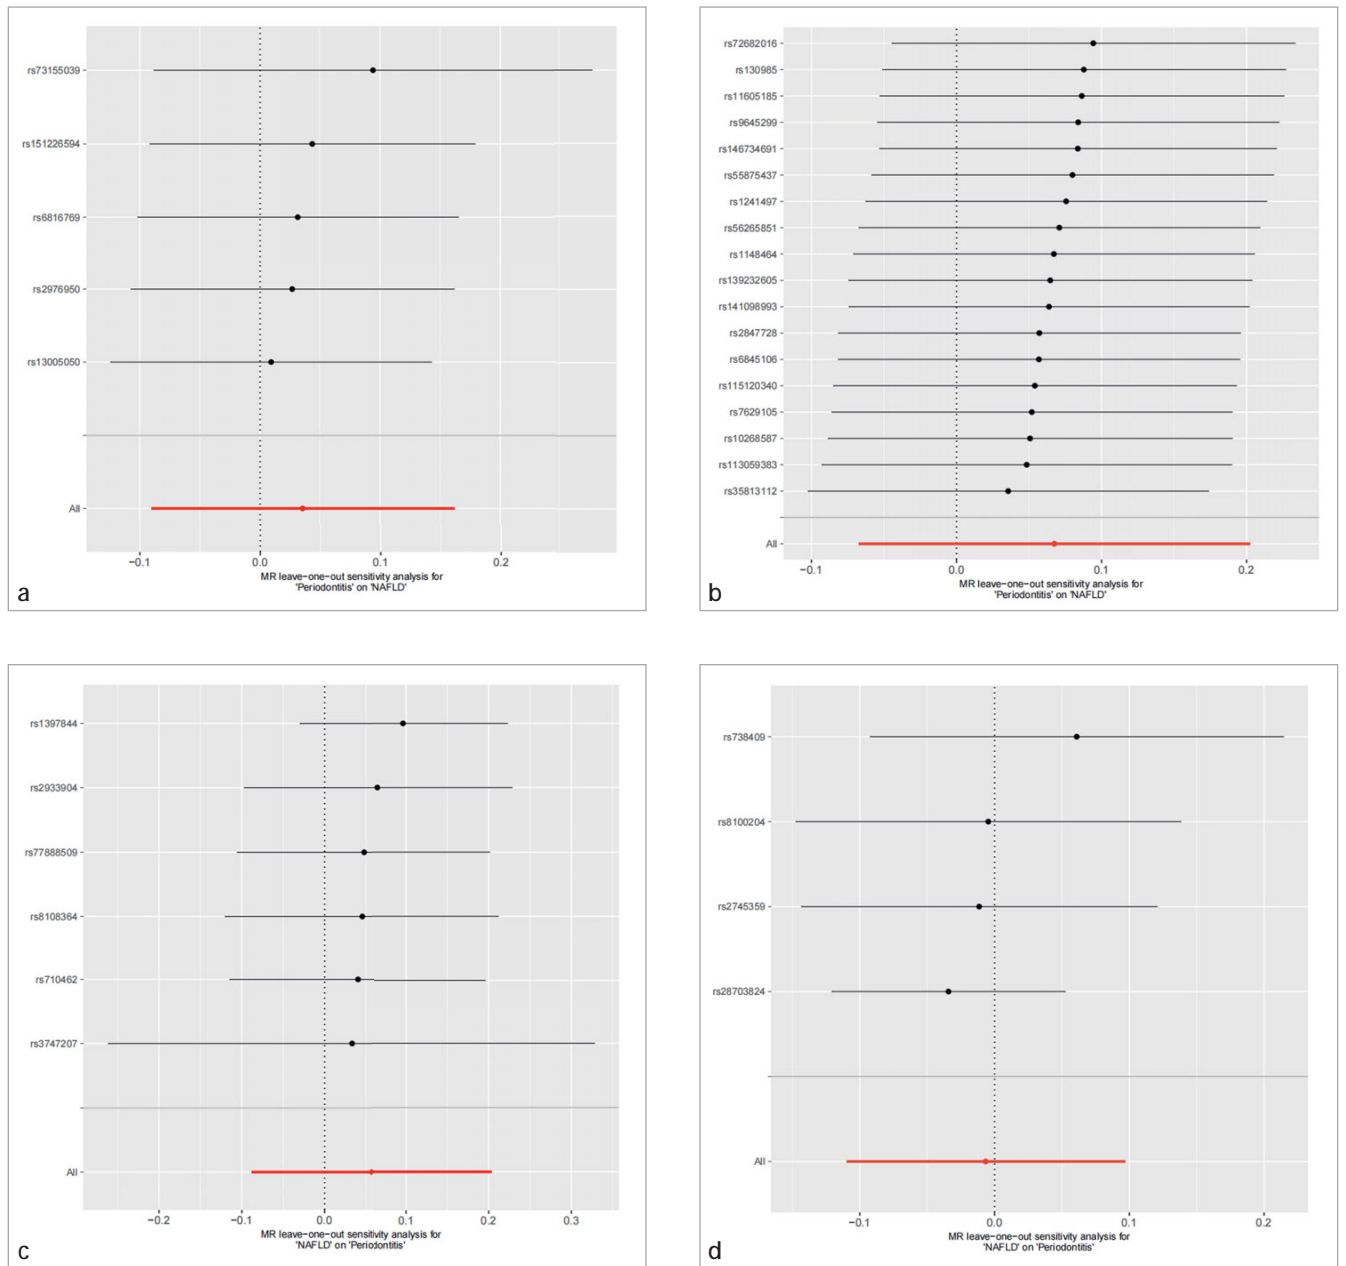 rs73155039
rs151226594
rs6816769
rs2976950
rs13005050
All
−0.1 0.0 0.1 0.2
MR leave−one−out sensitivity analysis for
'Periodontitis' on 'NAFLD'
a
rs72682016
rs130985
rs11605185
rs9645299
rs146734691
rs55875437
rs1241497
rs56265851
rs1148464
rs139232605
rs141098993
rs2847728
rs6845106
rs115120340
rs7629105
rs10268587
rs113059383
rs35813112
All
−0.1 0.0 0.1 0.2
MR leave−one−out sensitivity analysis for
'Periodontitis' on 'NAFLD'
b
rs1397844
rs2933904
rs77888509
rs8108364
rs710462
rs3747207
All
−0.2 −0.1 0.0 0.1 0.2 0.3
MR leave−one−out sensitivity analysis for
'NAFLD' on 'Periodontitis'
c
rs738409
rs8100204
rs2745359
rs28703824
All
−0.1 0.0 0.1 0.2
MR leave−one−out sensitivity analysis for
'NAFLD' on 'Periodontitis'
d